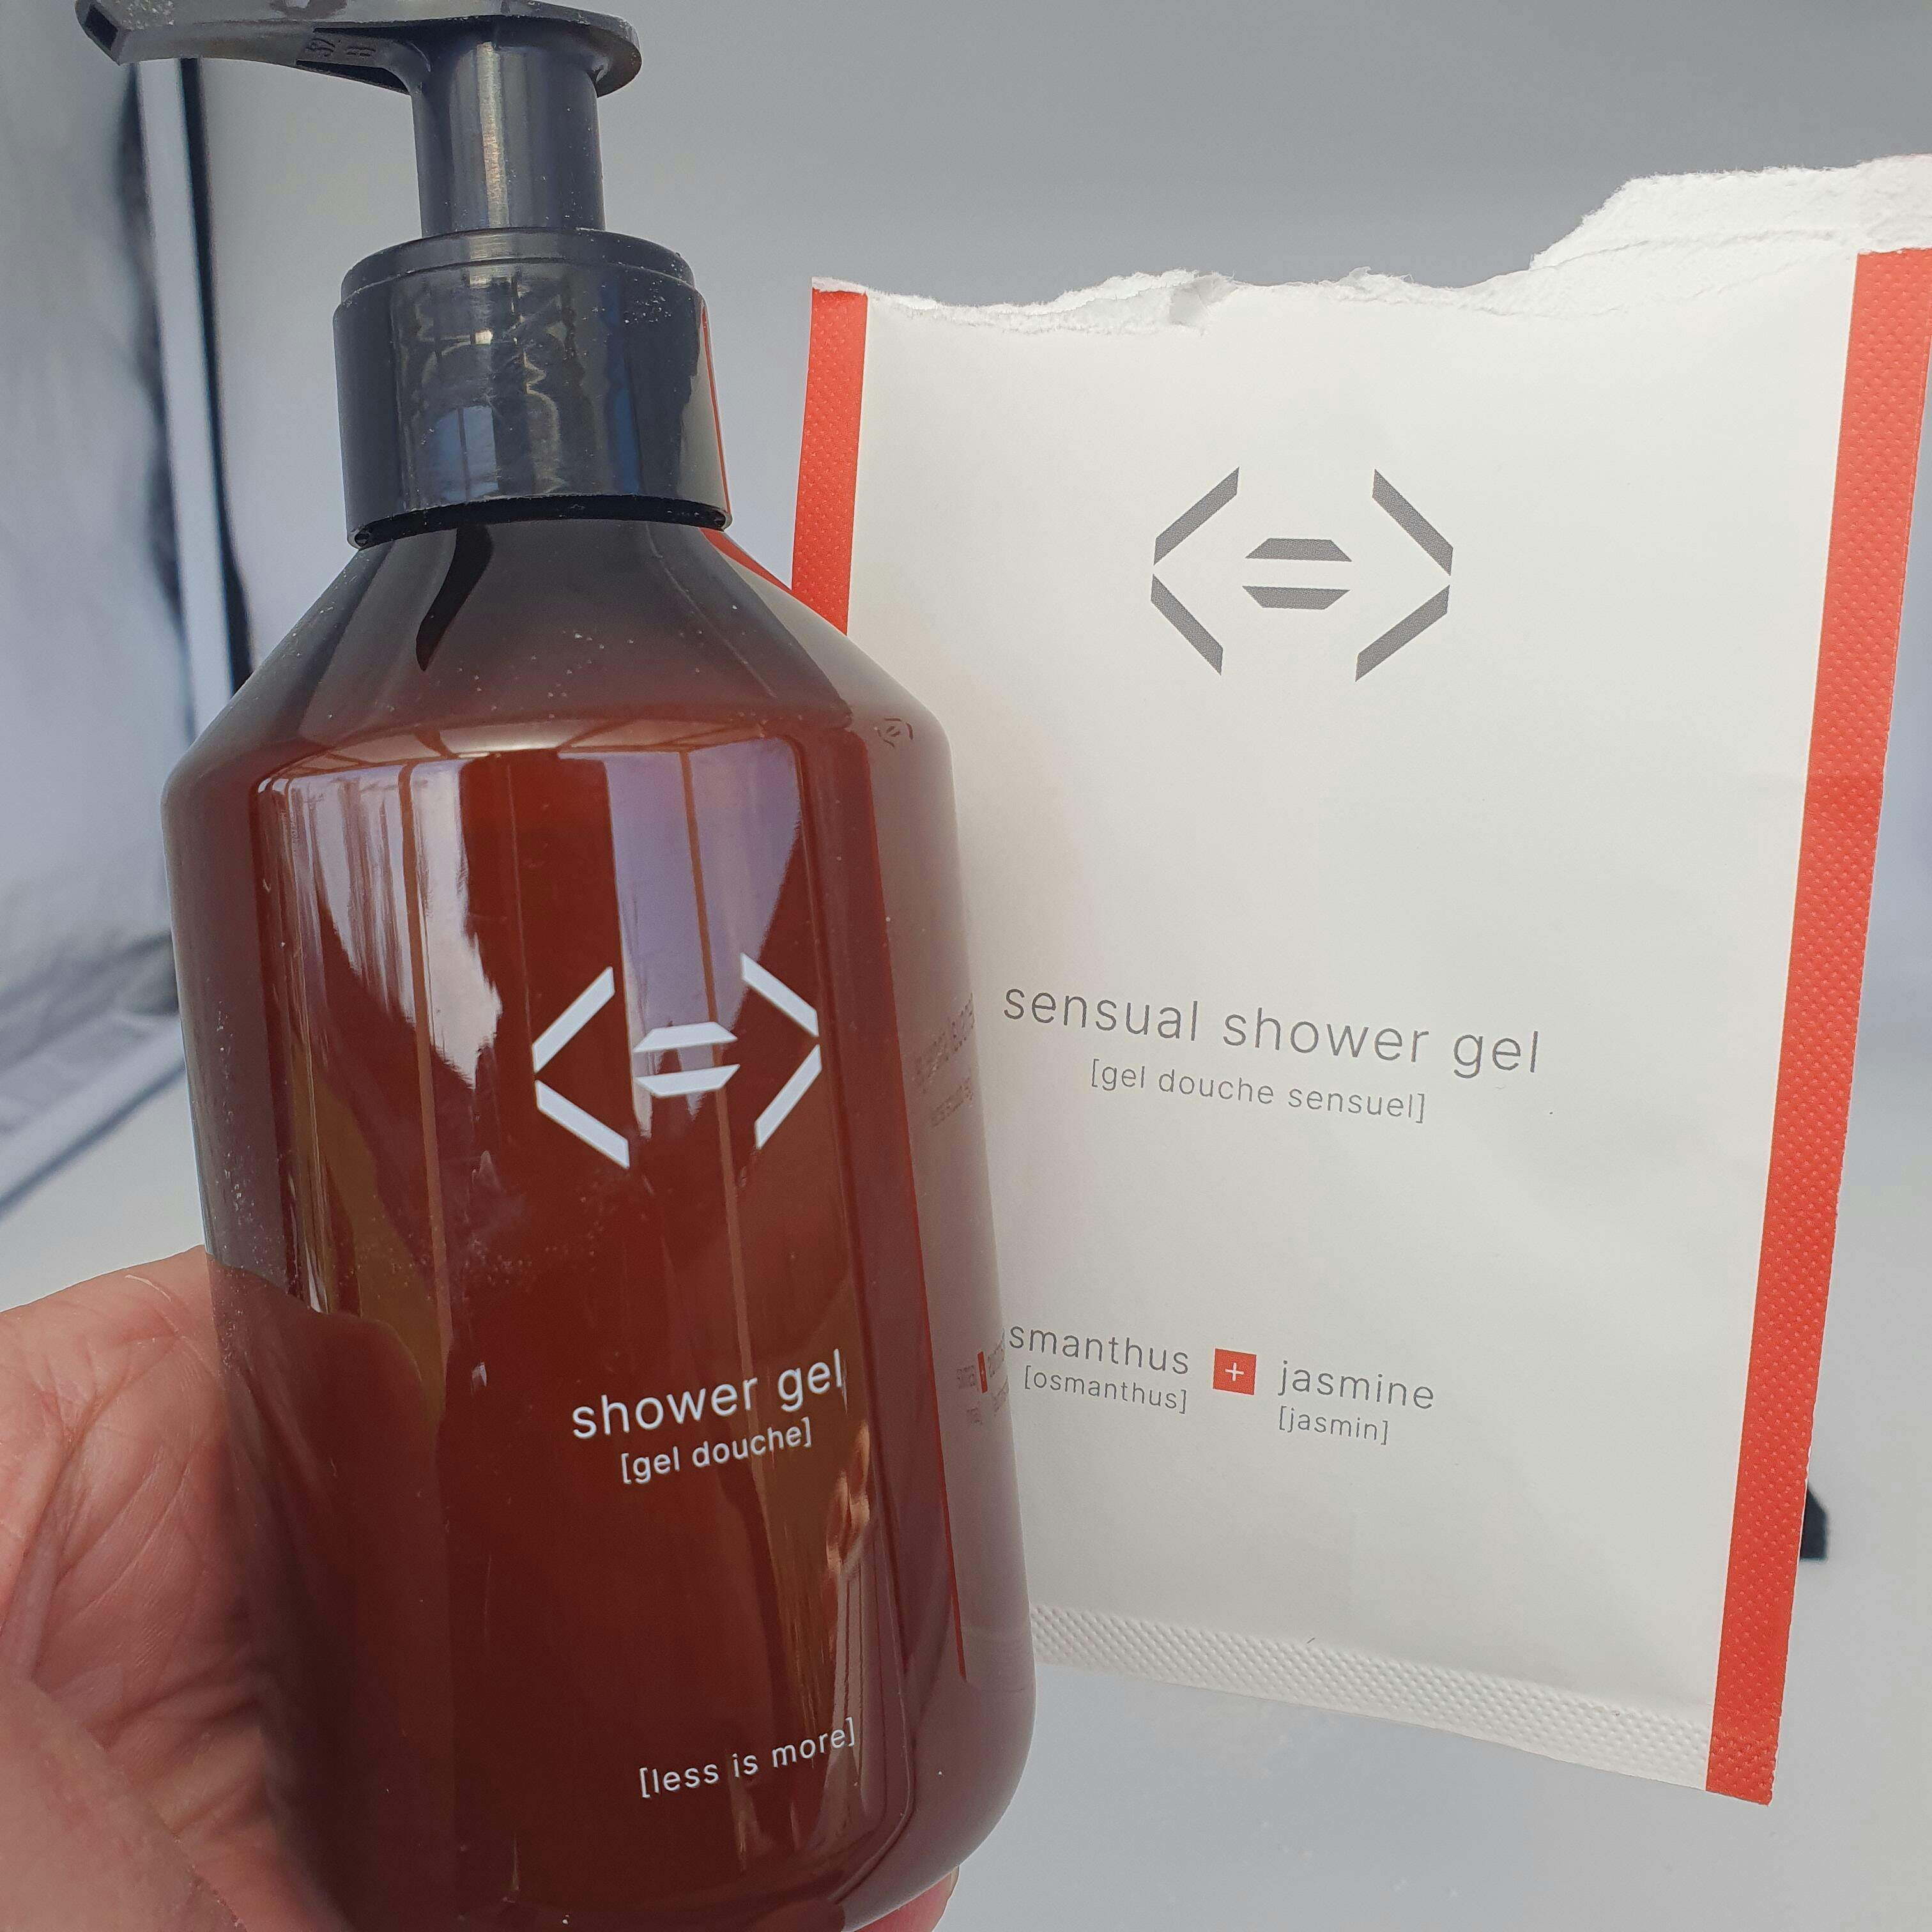 shower gel
[gel douche]
[less is more]
sensual shower gel
[gel douche sensuel]
smanthus + jasmine
[osmanthus] [jasmin]